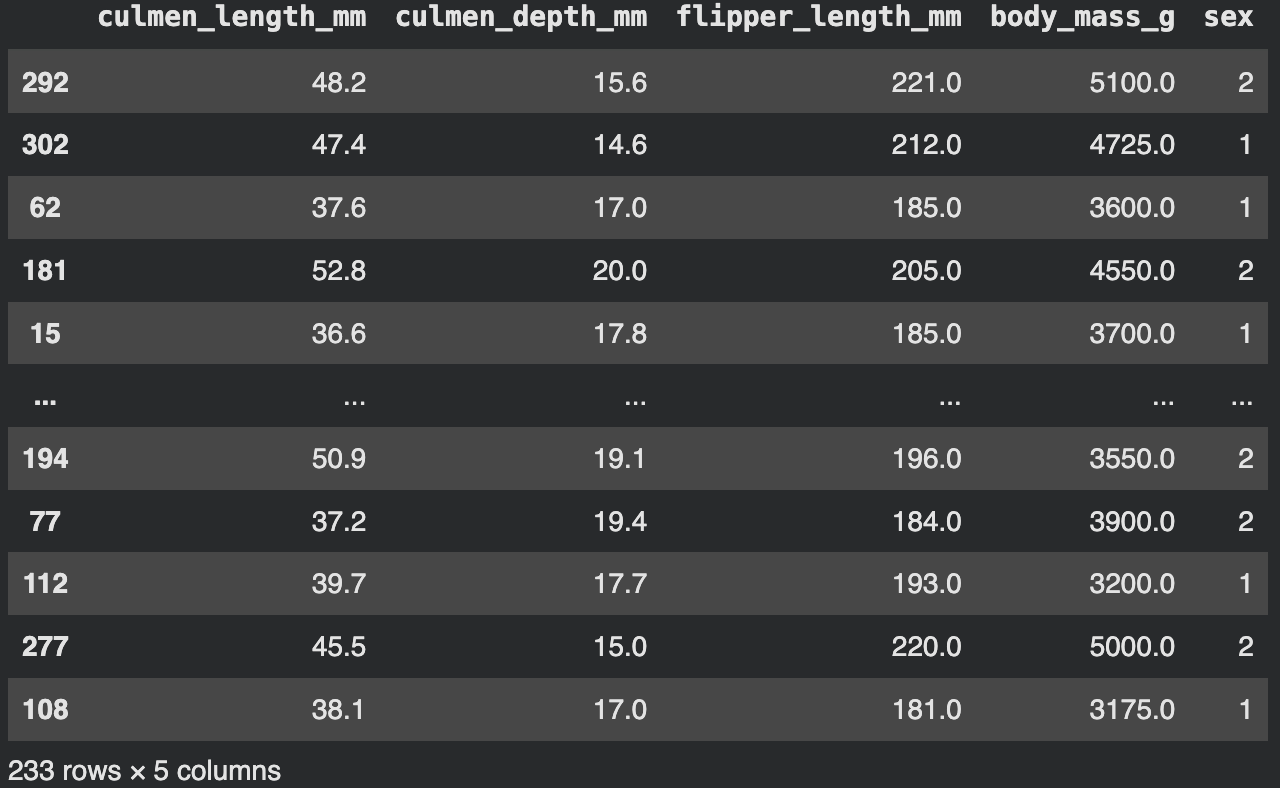 culmen_length_mm culmen_depth_mm flipper_length_mm body_mass_g sex
292 48.2 15.6 221.0 5100.0 2
302 47.4 14.6 212.0 4725.0 1
62 37.6 17.0 185.0 3600.0 1
181 52.8 20.0 205.0 4550.0 2
15 36.6 17.8 185.0 3700.0 1
... ... ... ... ... ...
194 50.9 19.1 196.0 3550.0 2
77 37.2 19.4 184.0 3900.0 2
112 39.7 17.7 193.0 3200.0 1
277 45.5 15.0 220.0 5000.0 2
108 38.1 17.0 181.0 3175.0 1
233 rows × 5 columns